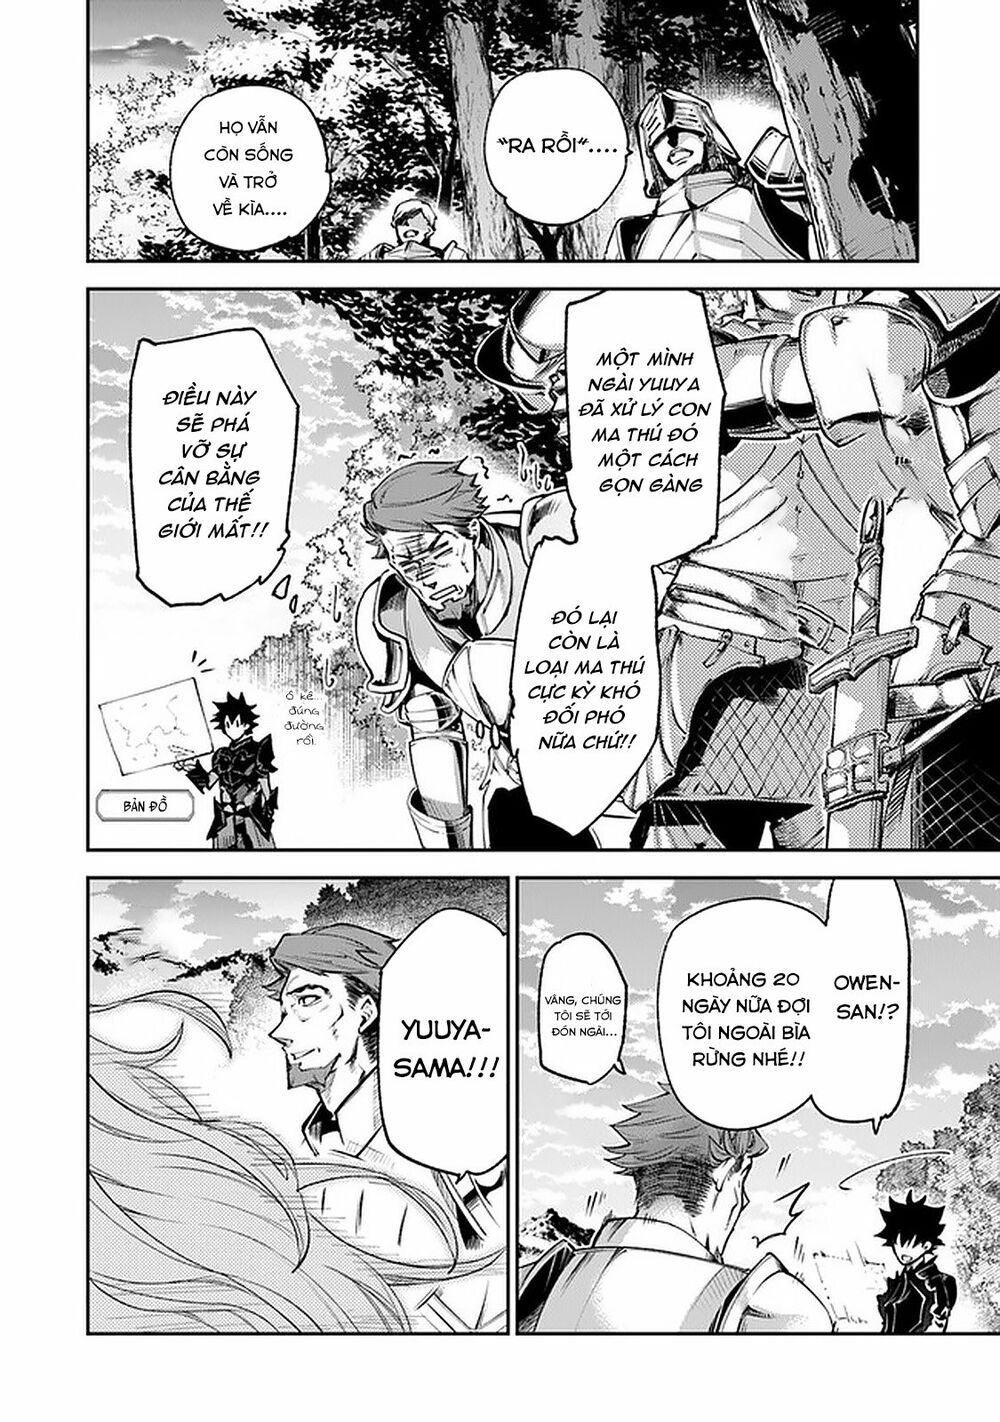 “RA RỒI“....
HỌ VẪN
CÒN SỐNG
VÀ TRỞ
VỀ KÌA....
MỘT MÌNH
NGÀI YUUYA
ĐÃ XỬ LÝ CON
MA THÚ ĐÓ
MỘT CÁCH
GỌN GÀNG
ĐÓ LẠI
CÒN LÀ
LOẠI MA THÚ
CỰC KỲ KHÓ
ĐỐI PHÓ
NỮA CHỨ!!
ĐIỀU NÀY
SẼ PHÁ
VỠ SỰ
CÂN BẰNG
CỦA THẾ
GIỚI MẤT!!
ô kê
đúng
đường
rồi.
BẢN ĐỒ
OWEN-
SAN!?
KHOẢNG 20
NGÀY NỮA ĐỢI
TÔI NGOÀI BÌA
RỪNG NHÉ!!
VÂNG, CHÚNG
TÔI SẼ TỚI
ĐÓN NGÀI...
YUUYA-
SAMA!!!